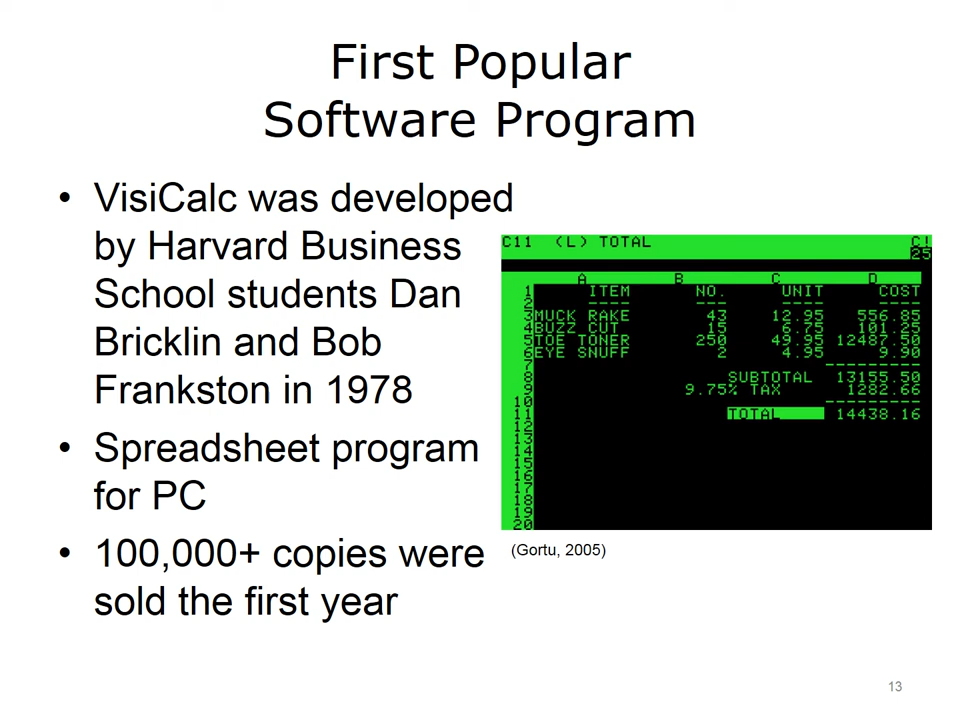 First Popular
Software Program
• VisiCalc was developed
by Harvard Business
School students Dan
Bricklin and Bob
Frankston in 1978
• Spreadsheet program
for PC
• 100,000+ copies were
sold the first year
C11 (L) TOTAL C!
25
A B C D
1 ITEM NO. UNIT COST
2 ---- --- ---- ----
3 MUCK RAKE 43 12.95 556.85
4 BUZZ CUT 15 6.75 101.25
5 TOE TONER 250 49.95 12487.50
6 EYE SNUFF 2 4.95 9.90
7 ---------
8 SUBTOTAL 13155.50
9 9.75% TAX 1282.66
10 ---------
11 TOTAL 14438.16
12
13
14
15
16
17
18
19
20
(Gortu, 2005)
13